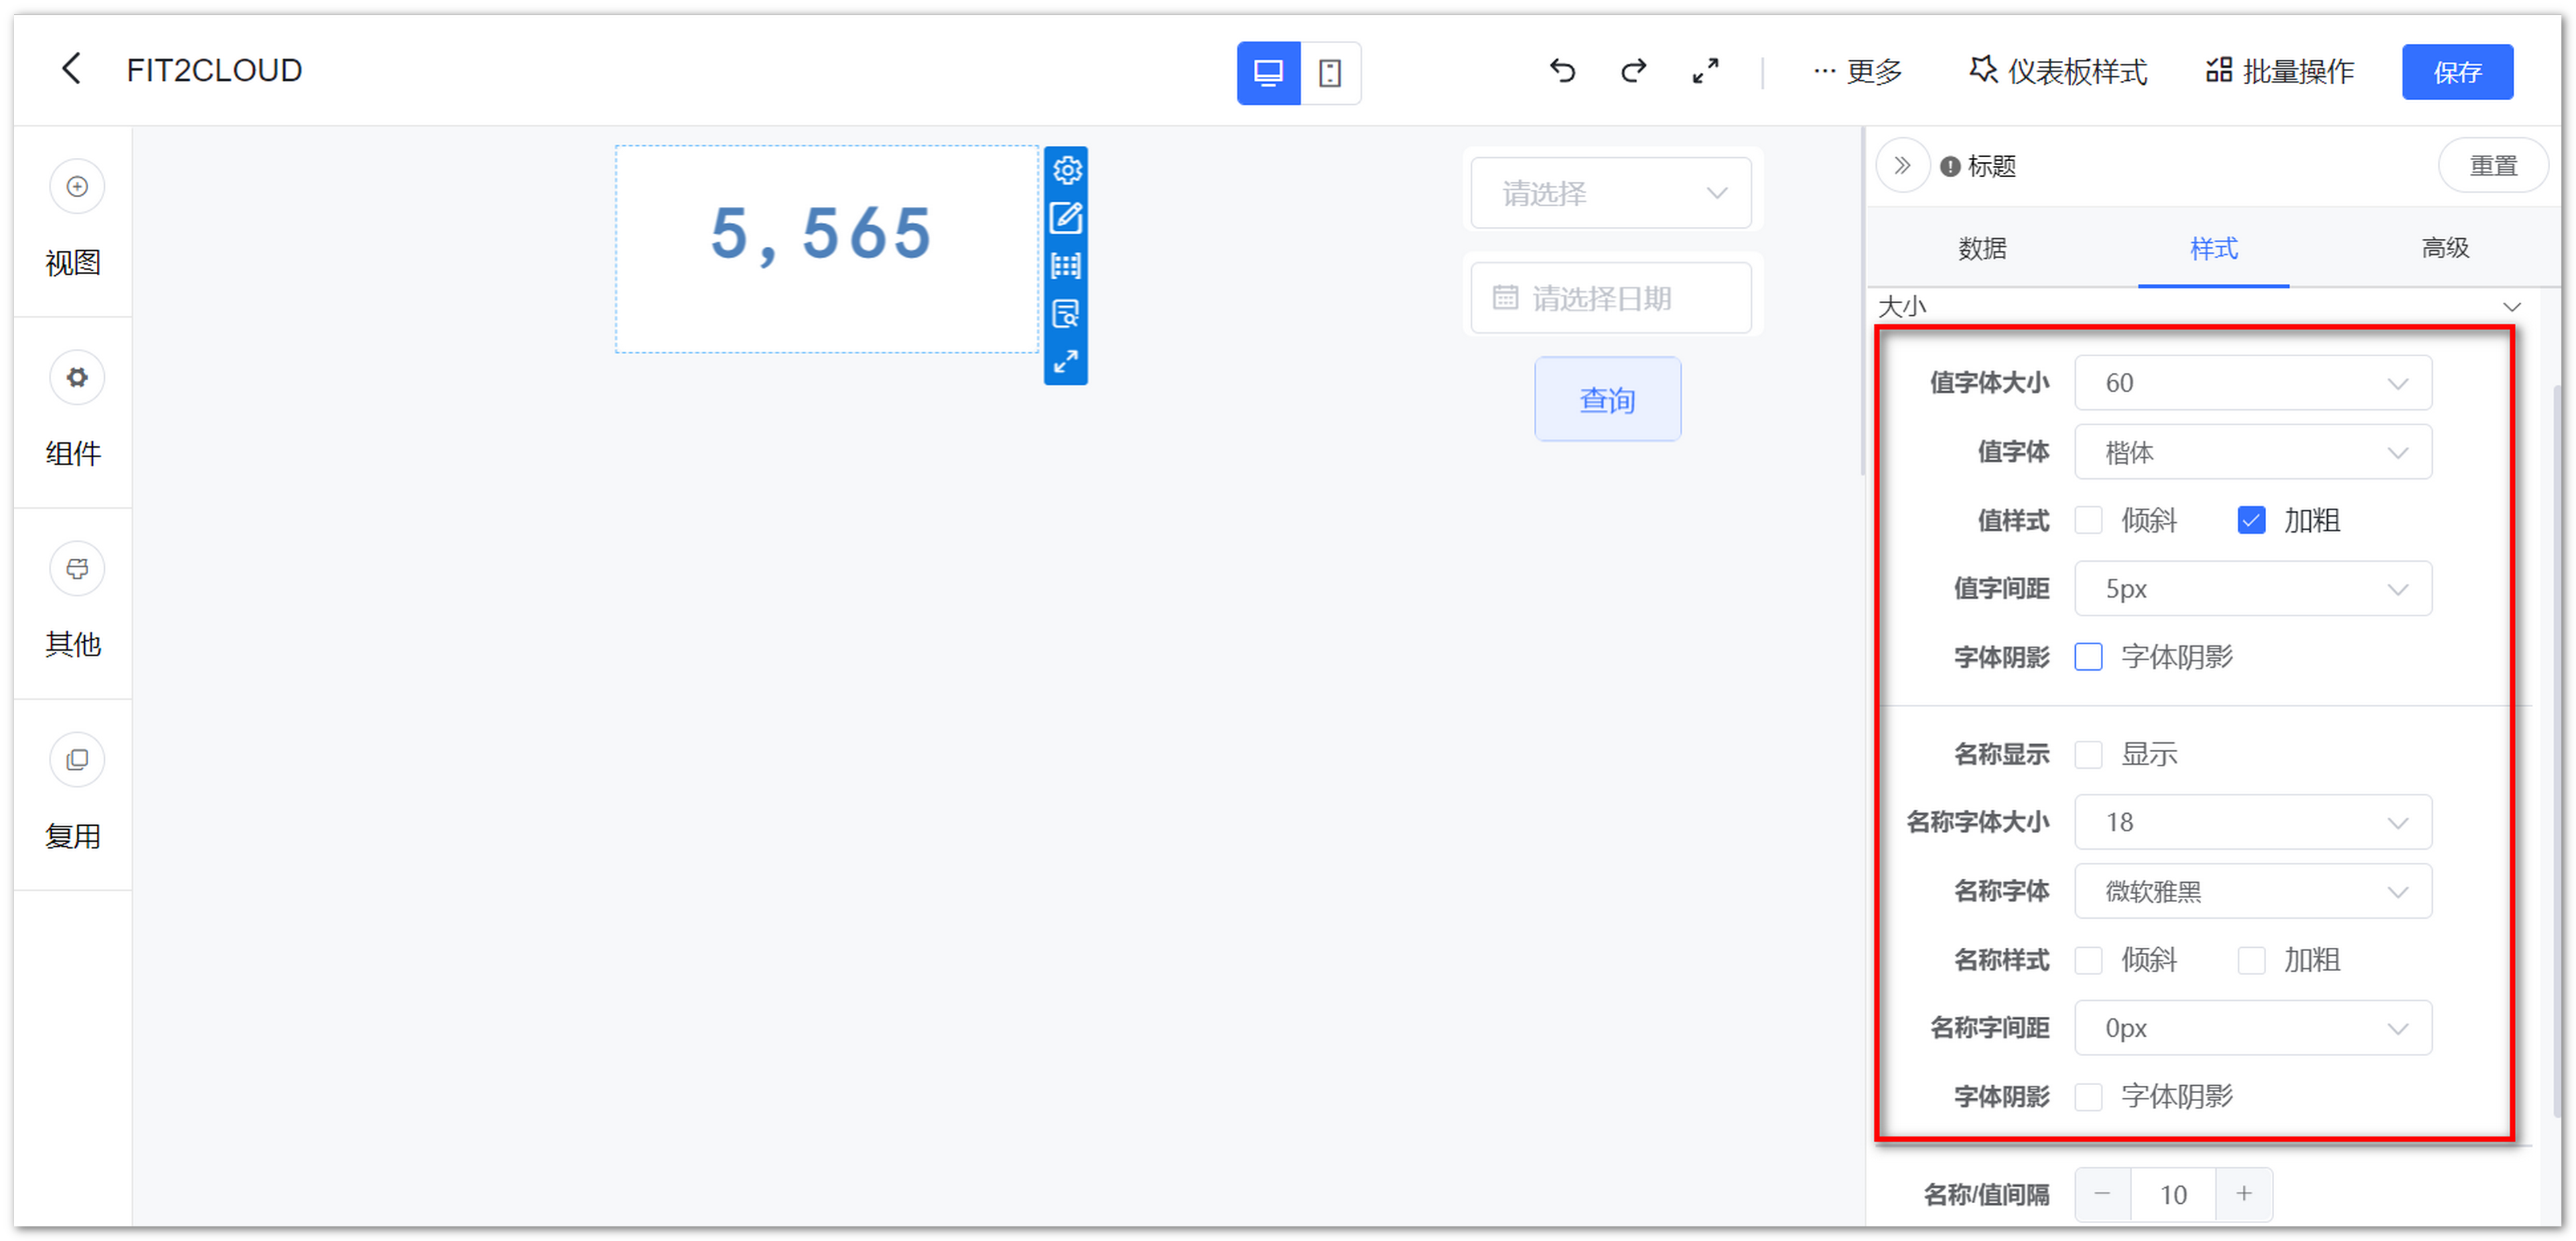 FIT2CLOUD
更多
仪表板样式
批量操作
保存
视图
组件
其他
复用
5,565
请选择
请选择日期
查询
标题
重置
数据
样式
高级
大小
值字体大小 60
值字体 楷体
值样式 倾斜 加粗
值字间距 5px
字体阴影 字体阴影
名称显示 显示
名称字体大小 18
名称字体 微软雅黑
名称样式 倾斜 加粗
名称字间距 0px
字体阴影 字体阴影
名称/值间隔 − 10 +